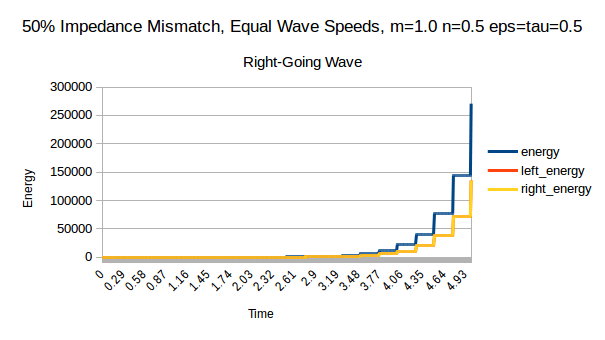 50% Impedance Mismatch, Equal Wave Speeds, m=1.0 n=0.5 eps=tau=0.5
Right-Going Wave
300000
250000
200000
150000
100000
50000
0
Energy
energy
left_energy
right_energy
0 0.29 0.58 0.87 1.16 1.45 1.74 2.03 2.32 2.61 2.9 3.19 3.48 3.77 4.06 4.35 4.64 4.93
Time